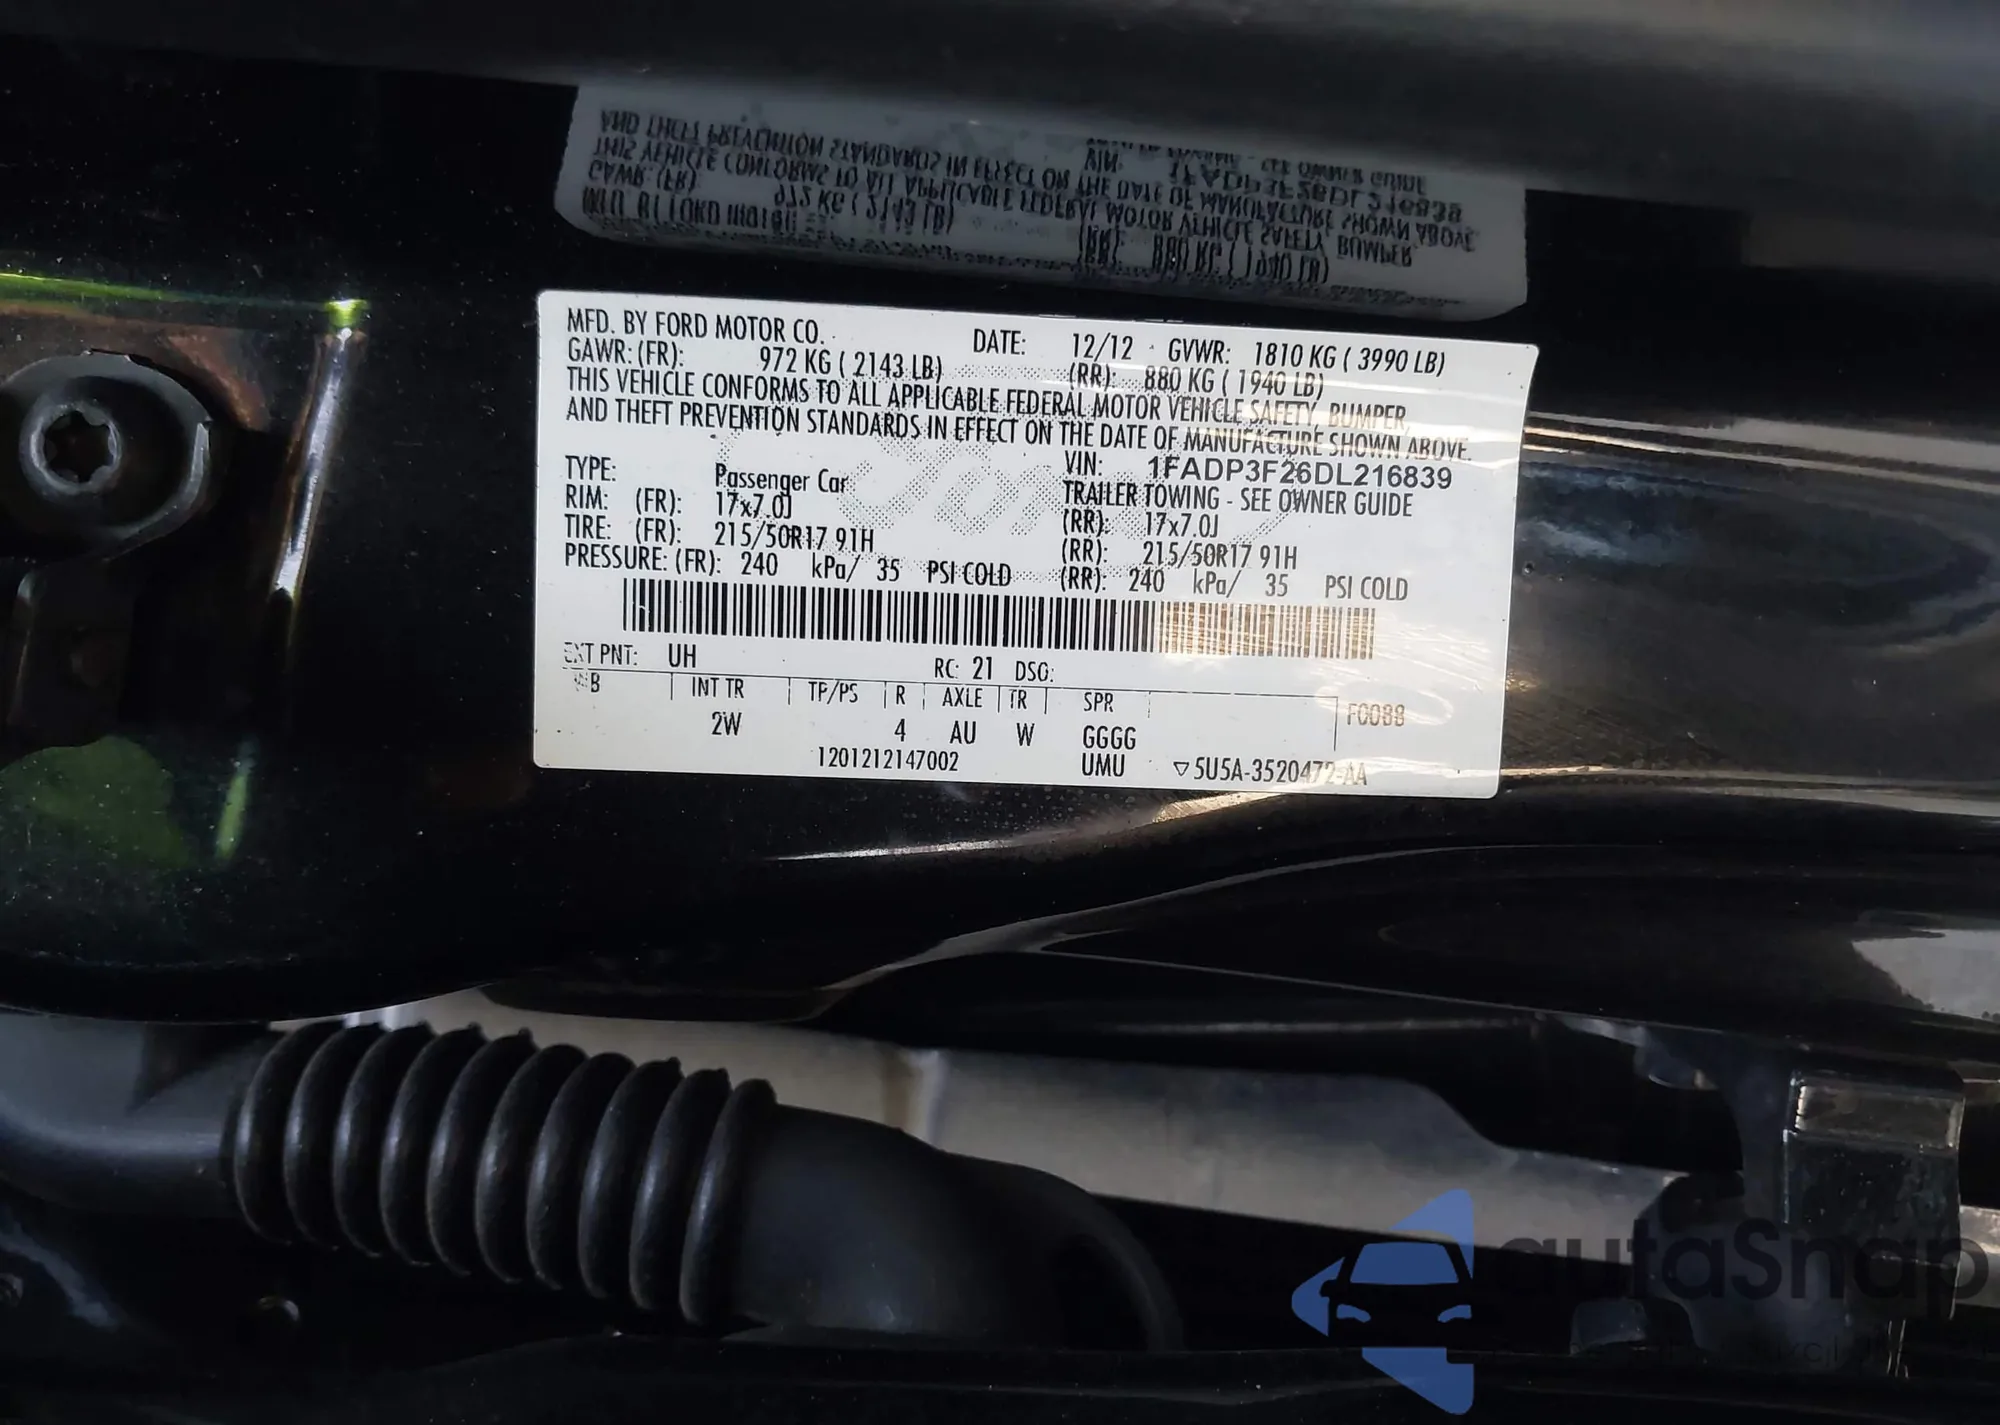 MFD. BY FORD MOTOR CO. DATE: 12/12 GVWR: 1810 KG ( 3990 LB)
GAWR: (FR): 972 KG ( 2143 LB) (RR): 880 KG ( 1940 LB)
THIS VEHICLE CONFORMS TO ALL APPLICABLE FEDERAL MOTOR VEHICLE SAFETY, BUMPER,
AND THEFT PREVENTION STANDARDS IN EFFECT ON THE DATE OF MANUFACTURE SHOWN ABOVE.
VIN: 1FADP3F26DL216839
TYPE: Passenger Car TRAILER TOWING - SEE OWNER GUIDE
RIM: (FR): 17x7.0J (RR): 17x7.0J
TIRE: (FR): 215/50R17 91H (RR): 215/50R17 91H
PRESSURE: (FR): 240 kPa/ 35 PSI COLD (RR): 240 kPa/ 35 PSI COLD
EXT PNT: UH RC: 21 DSO:
WB INT TR TP/PS R AXLE TR SPR F0088
2W 4 AU W GGGG
1201212147002 UMU ▽5U5A-3520472-AA
autaSnap